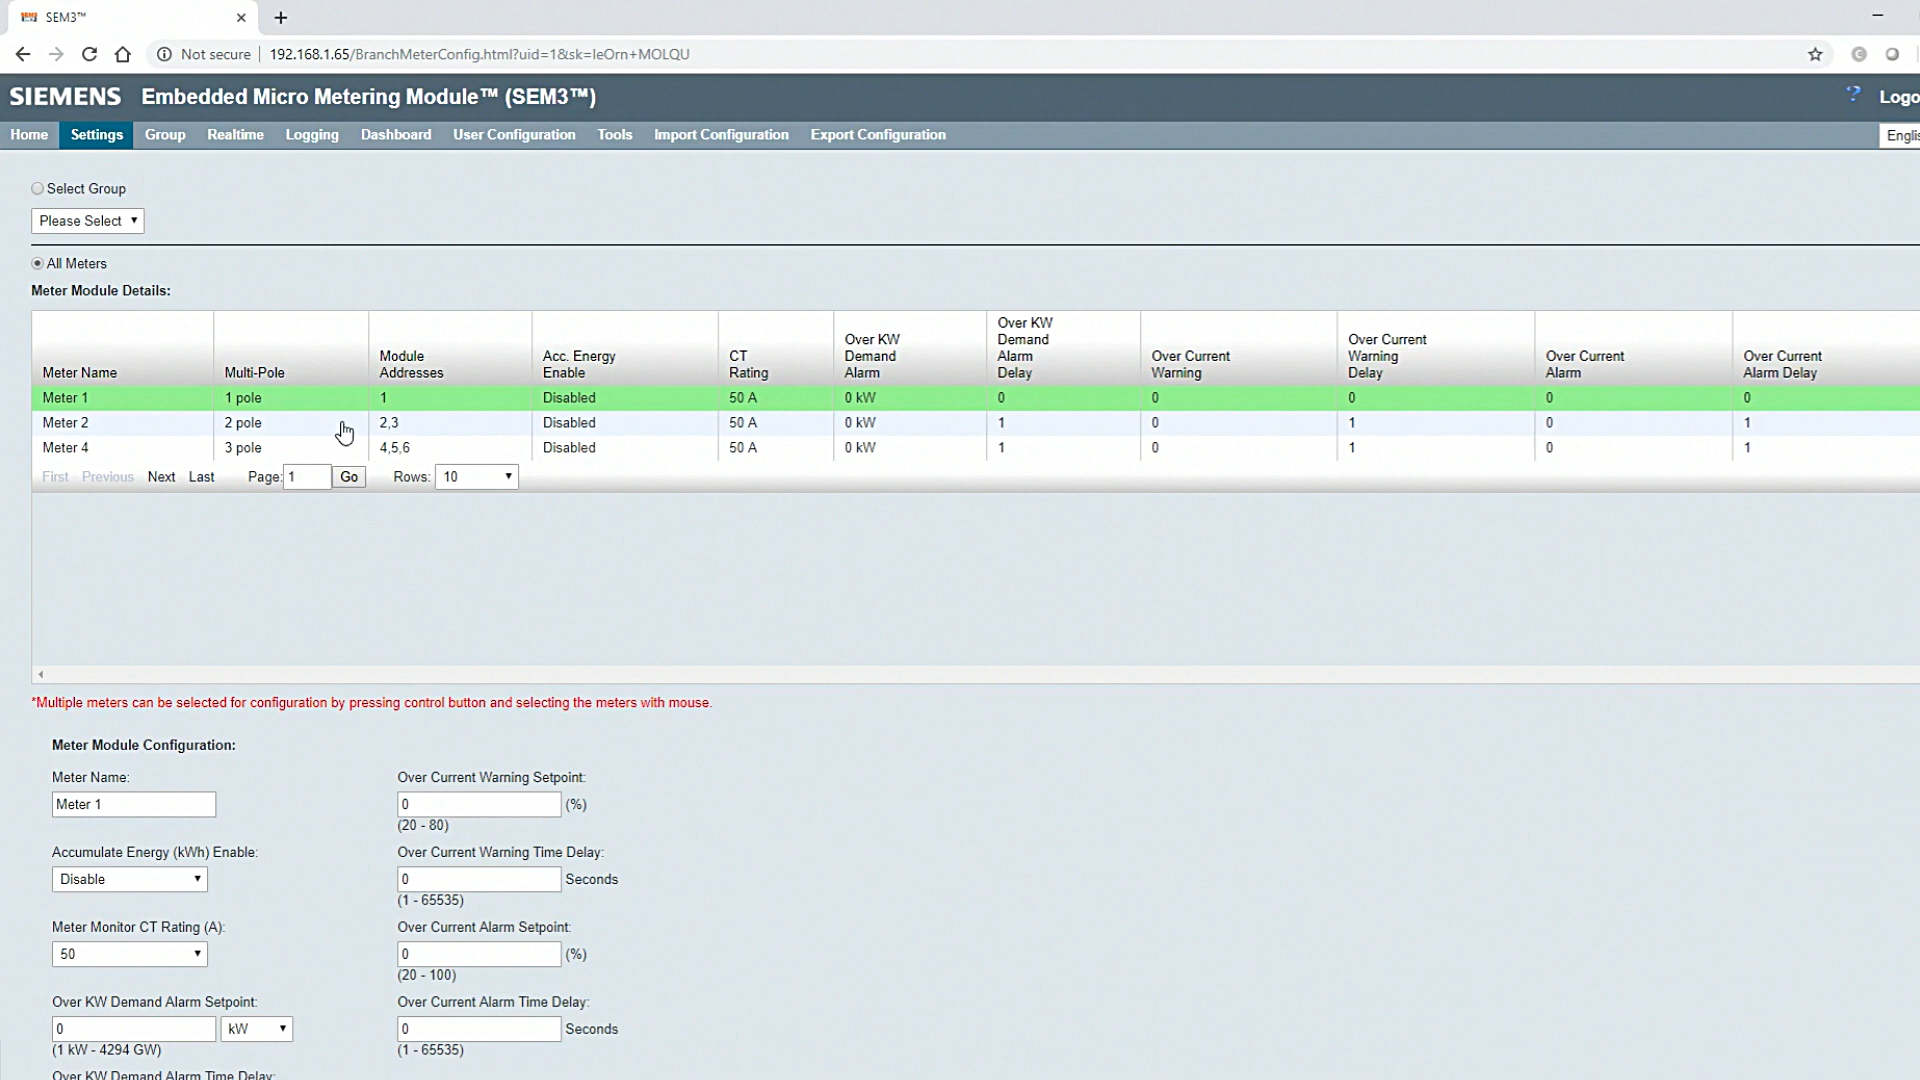 SEM3™
Not secure
192.168.1.65/BranchMeterConfig.html?uid=1&sk=IeOrn+MOLQU
SIEMENS Embedded Micro Metering Module™ (SEM3™)
? Logo
Home Settings Group Realtime Logging Dashboard User Configuration Tools Import Configuration Export Configuration
Englis
Select Group
Please Select
All Meters
Meter Module Details:
Meter Name Multi-Pole Module Addresses Acc. Energy Enable CT Rating Over KW Demand Alarm Over KW Demand Alarm Delay Over Current Warning Over Current Warning Delay Over Current Alarm Over Current Alarm Delay
Meter 1 1 pole 1 Disabled 50 A 0 kW 0 0 0 0 0
Meter 2 2 pole 2,3 Disabled 50 A 0 kW 1 0 1 0 1
Meter 4 3 pole 4,5,6 Disabled 50 A 0 kW 1 0 1 0 1
First Previous Next Last Page: 1 Go Rows: 10
*Multiple meters can be selected for configuration by pressing control button and selecting the meters with mouse.
Meter Module Configuration:
Meter Name: Over Current Warning Setpoint:
Meter 1 0 (%)
(20 - 80)
Accumulate Energy (kWh) Enable: Over Current Warning Time Delay:
Disable 0 Seconds
(1 - 65535)
Meter Monitor CT Rating (A): Over Current Alarm Setpoint:
50 0 (%)
(20 - 100)
Over KW Demand Alarm Setpoint: Over Current Alarm Time Delay:
0 kW 0 Seconds
(1 kW - 4294 GW) (1 - 65535)
Over KW Demand Alarm Time Delay: